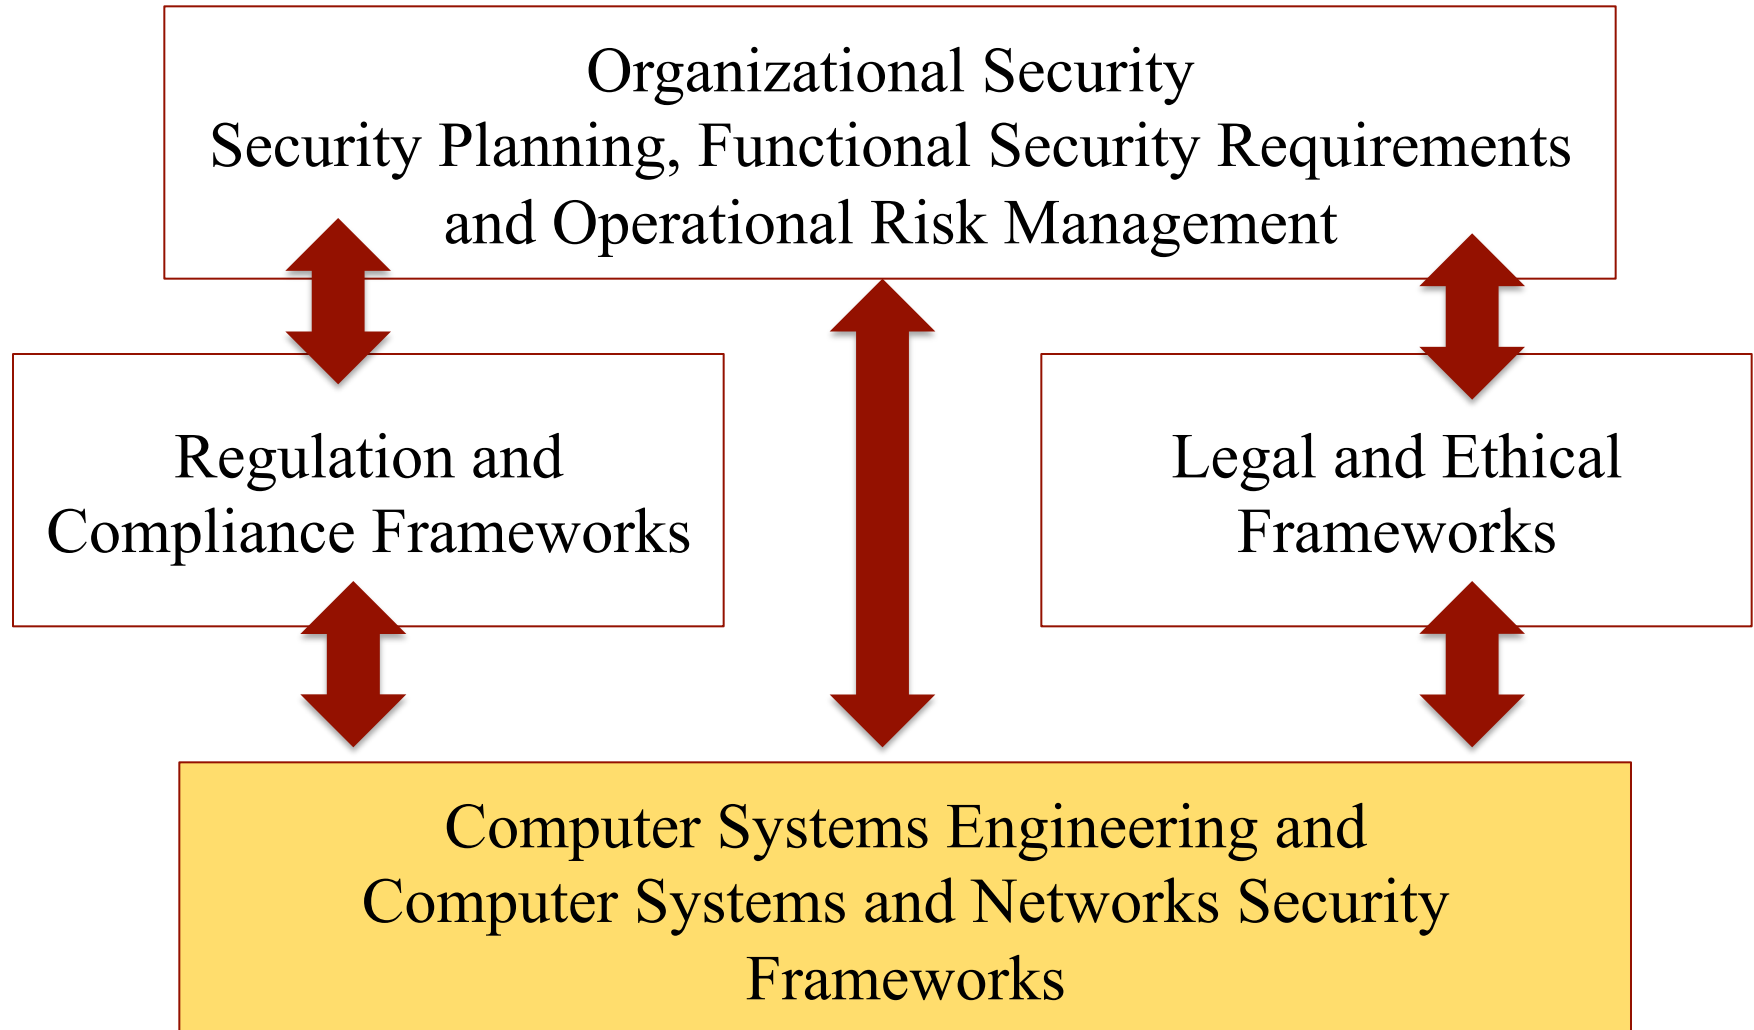 Organizational Security
Security Planning, Functional Security Requirements
and Operational Risk Management
Regulation and
Compliance Frameworks
Legal and Ethical
Frameworks
Computer Systems Engineering and
Computer Systems and Networks Security
Frameworks